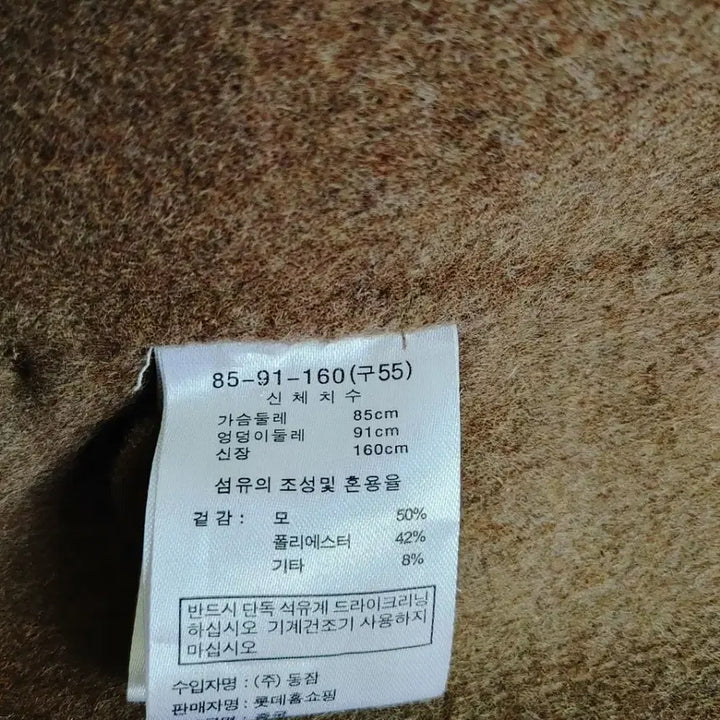 85-91-160(구55)
신 체 치 수
가슴둘레 85cm
엉덩이둘레 91cm
신장 160cm
섬유의 조성및 혼용율
겉 감 : 모 50%
폴리에스터 42%
기타 8%
반드시 단독 석유계 드라이크리닝
하십시오 기계건조기 사용하지
마십시오
수입자명 : (주) 동잠
판매자명 : 롯데홈쇼핑